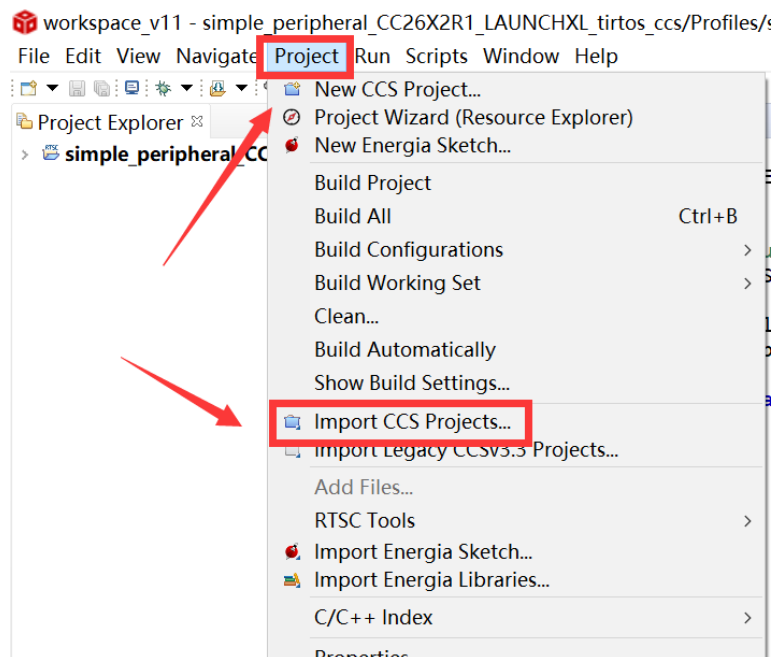 workspace_v11 - simple_peripheral_CC26X2R1_LAUNCHXL_tirtos_ccs/Profiles/s
File Edit View Navigate Project Run Scripts Window Help
New CCS Project...
Project Explorer
Project Wizard (Resource Explorer)
simple_peripheral_CC
New Energia Sketch...
Build Project
Build All Ctrl+B
Build Configurations
Build Working Set
Clean...
Build Automatically
Show Build Settings...
Import CCS Projects...
Import Legacy CCSv3.3 Projects...
Add Files...
RTSC Tools
Import Energia Sketch...
Import Energia Libraries...
C/C++ Index
Properties